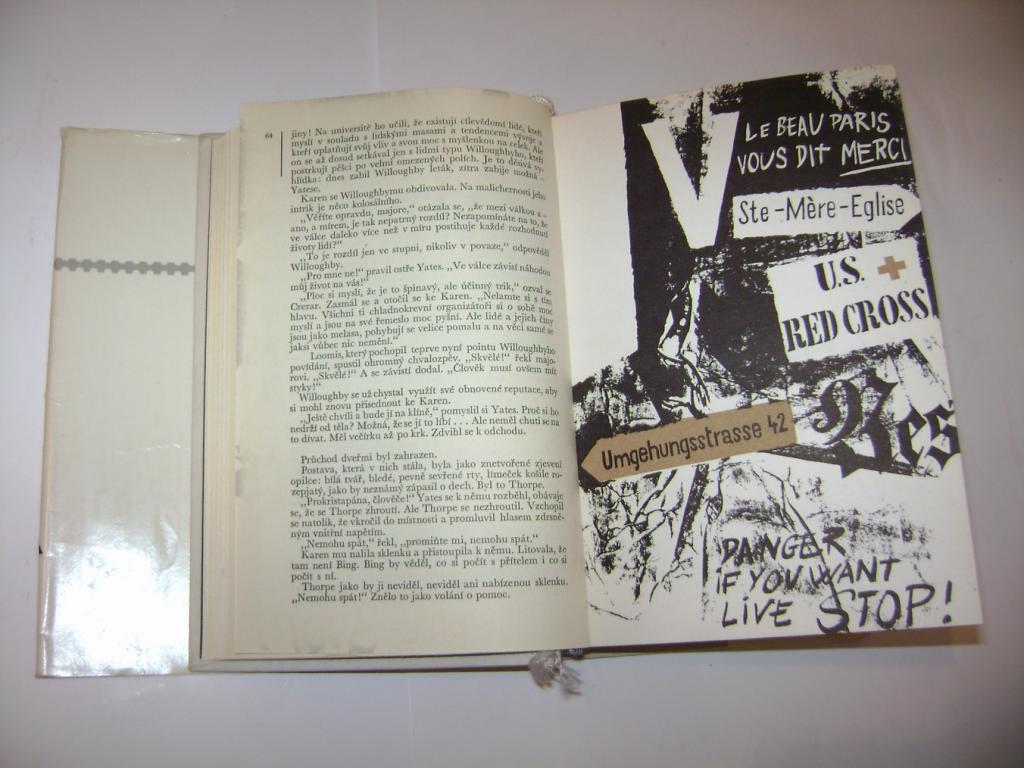 64
jiny! Na universitě ho učili, že existují cílevědomí lidé, kteří
myslí v souladu s lidskými masami a tendencemi vývoje a
kteří uplatňují svůj vliv a svou moc s myšlenkou na celek. Ale
on se až dosud setkával jen s lidmi typu Willoughbyho, kteří
postrkují pěšci po velmi omezených polích. Je to děsivá vy-
hlídka: dnes zabil Willoughby leták, zítra zabije možná
Yatese.
Karen se Willoughbymu obdivovala. Na malichernosti jeho
intrik je něco kolosálního.
„Věříte opravdu, majore,“ otázala se, „že mezi válkou a –
ano, a mírem, je tak nepatrný rozdíl? Nezapomínáte na to, že
ve válce daleko více než v míru postihuje každé rozhodnutí
životy lidí?“
„To je rozdíl jen ve stupni, nikoliv v povaze,“ odpověděl
Willoughby.
„Pro mne ne!“ pravil ostře Yates. „Ve válce závisí náhodou
můj život na vás!“
„Ploc si myslí, že je to špinavý, ale účinný trik,“ ozval se
Crerar. Zasmál se a otočil se ke Karen. „Nelamte si s tím
hlavu. Všichni ti chladnokrevní organizátoři si o sobě moc
myslí a jsou na své řemeslo moc pyšní. Ale lidé a jejich činy
jsou jako melasa, pohybují se velice pomalu a na věci samé se
jaksi vůbec nic nemění.“
Loomis, který pochopil teprve nyní pointu Willoughbyho
povídání, spustil ohromný chvalozpěv. „Skvělé!“ řekl majo-
rovi. „Skvělé!“ A se závistí dodal. „Člověk musí ovšem mít
styky!“
Willoughby se už chystal využít své obnovené reputace, aby
si mohl znovu přisednout ke Karen.
„Ještě chvíli a bude jí na klíně,“ pomyslil si Yates. Proč si ho
nedrží od těla? Možná, že se jí to líbí . . . Ale neměl chuti se na
to dívat. Měl večírku až po krk. Zdvihl se k odchodu.
Průchod dveřmi byl zahrazen.
Postava, která v nich stála, byla jako znetvořené zjevení
opilce: bílá tvář, bledé, pevně sevřené rty, límeček košile ro-
zepjatý, jako by neznámý zápasil o dech. Byl to Thorpe.
„Prokristapána, člověče!“ Yates se k němu rozběhl, obávaje
se, že se Thorpe zhroutí. Ale Thorpe se nezhroutil. Vzchopil
se natolik, že vkročil do místnosti a promluvil hlasem zdrsně-
ným vnitřní napětím.
„Nemohu spát,“ řekl, „promiňte mi, nemohu spát.“
Karen mu nalila sklenku a přistoupila k němu. Litovala, že
tam není Bing. Bing by věděl, co si počít s přítelem i co si
počít s ní.
Thorpe jako by ji neviděl, neviděl ani nabízenou sklenku.
„Nemohu spát!“ Znělo to jako volání o pomoc.
V
LE BEAU PARIS
VOUS DIT MERCI
Ste-Mère-Eglise
U.S. +
RED CROSS
Bes
Umgehungsstrasse 42
DANGER
IF YOU WANT
LIVE STOP!